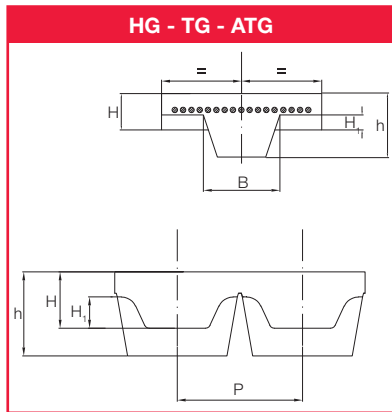 HG - TG - ATG
= =
H H₁ h
B
h H H₁
P